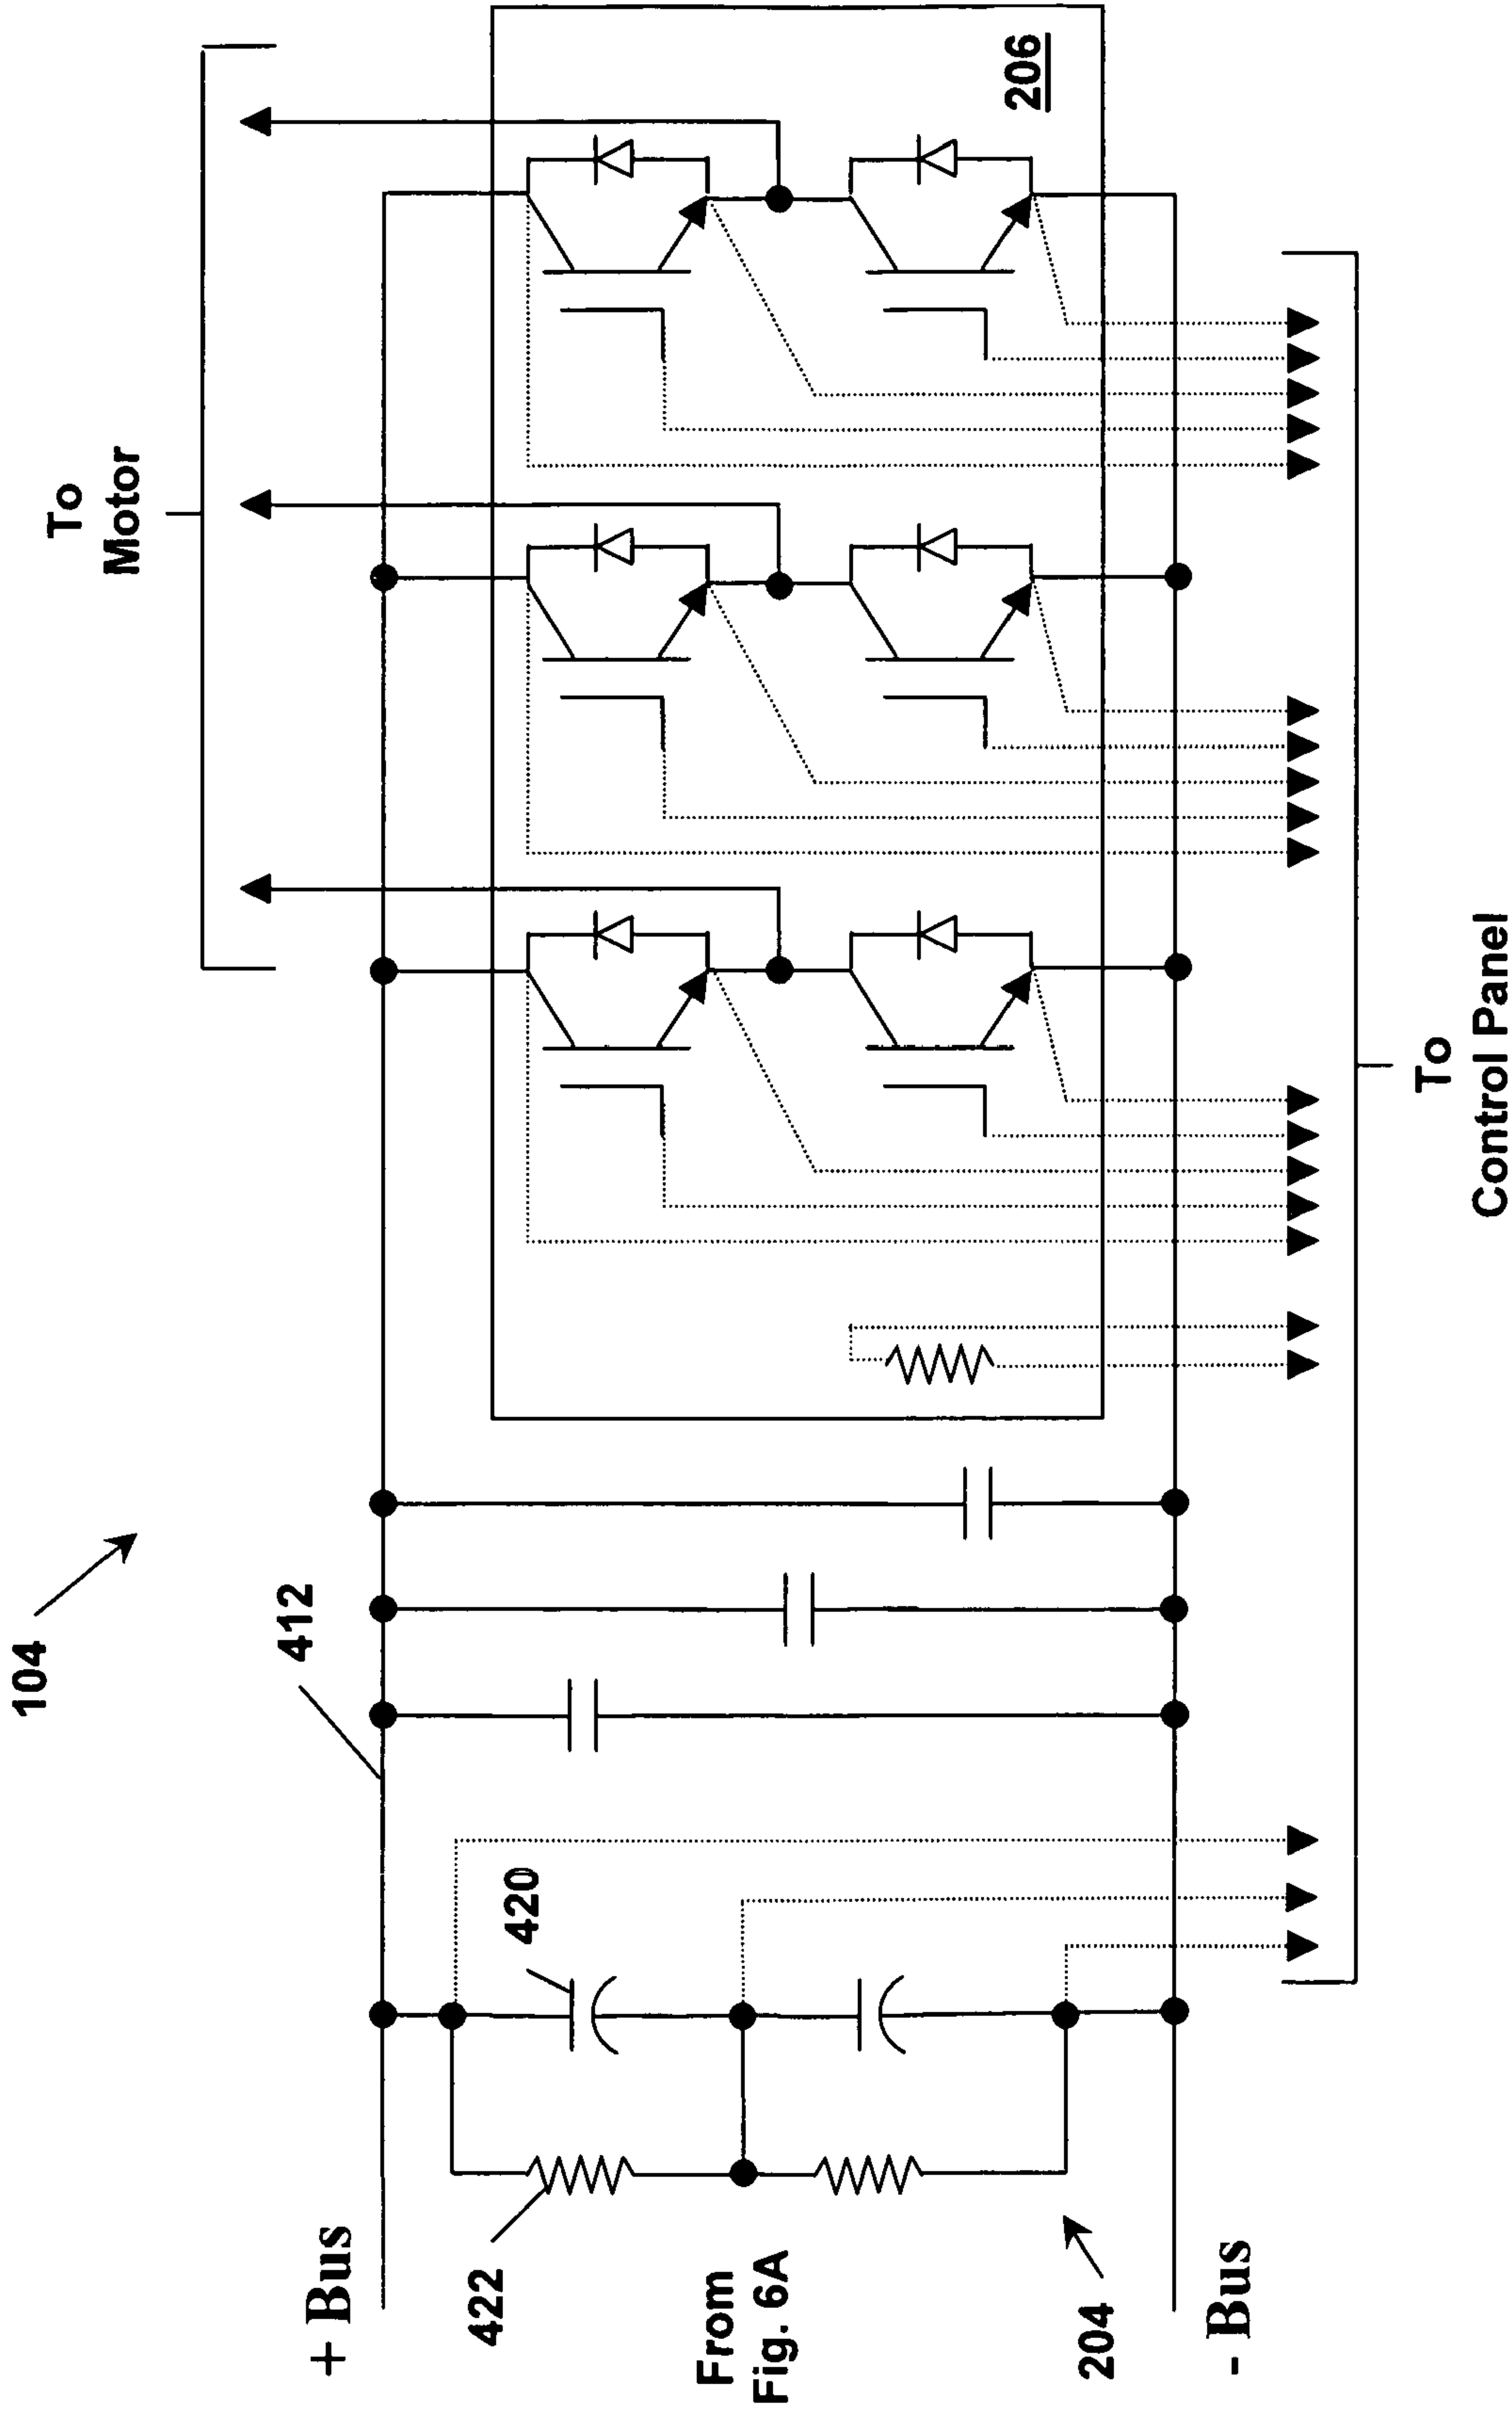 104
To
Motor
412
+ Bus
420
422
206
From
Fig. 6A
204
- Bus
To
Control Panel